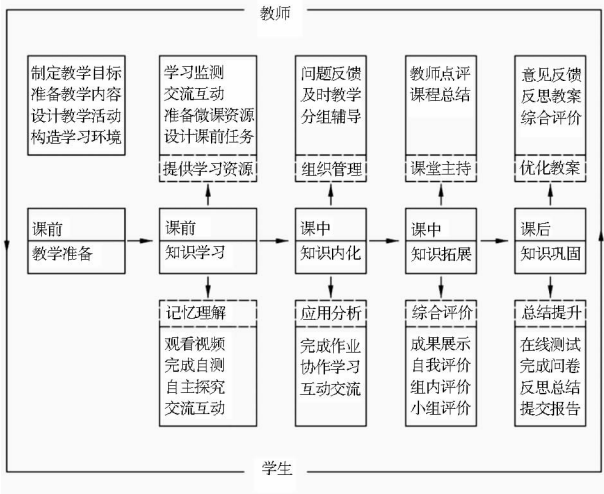 教师
制定教学目标
准备教学内容
设计教学活动
构造学习环境
学习监测
交流互动
准备微课资源
设计课前任务
提供学习资源
问题反馈
及时教学
分组辅导
组织管理
教师点评
课程总结
课堂主持
意见反馈
反思教案
综合评价
优化教案
课前
教学准备
课前
知识学习
课中
知识内化
课中
知识拓展
课后
知识巩固
记忆理解
观看视频
完成自测
自主探究
交流互动
应用分析
完成作业
协作学习
互动交流
综合评价
成果展示
自我评价
组内评价
小组评价
总结提升
在线测试
完成问卷
反思总结
提交报告
学生